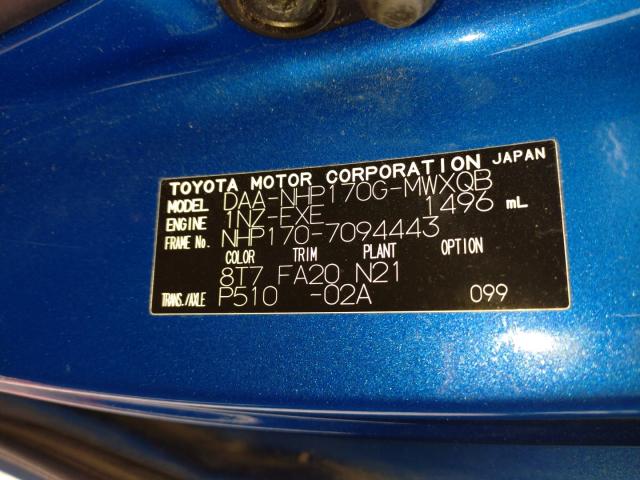 TOYOTA MOTOR CORPORATION JAPAN
MODEL DAA-NHP170G-MWXQB
ENGINE 1NZ-FXE 1496 mL
FRAME No. NHP170-7094443
COLOR TRIM PLANT OPTION
8T7 FA20 N21
TRANS./AXLE P510 -02A 099